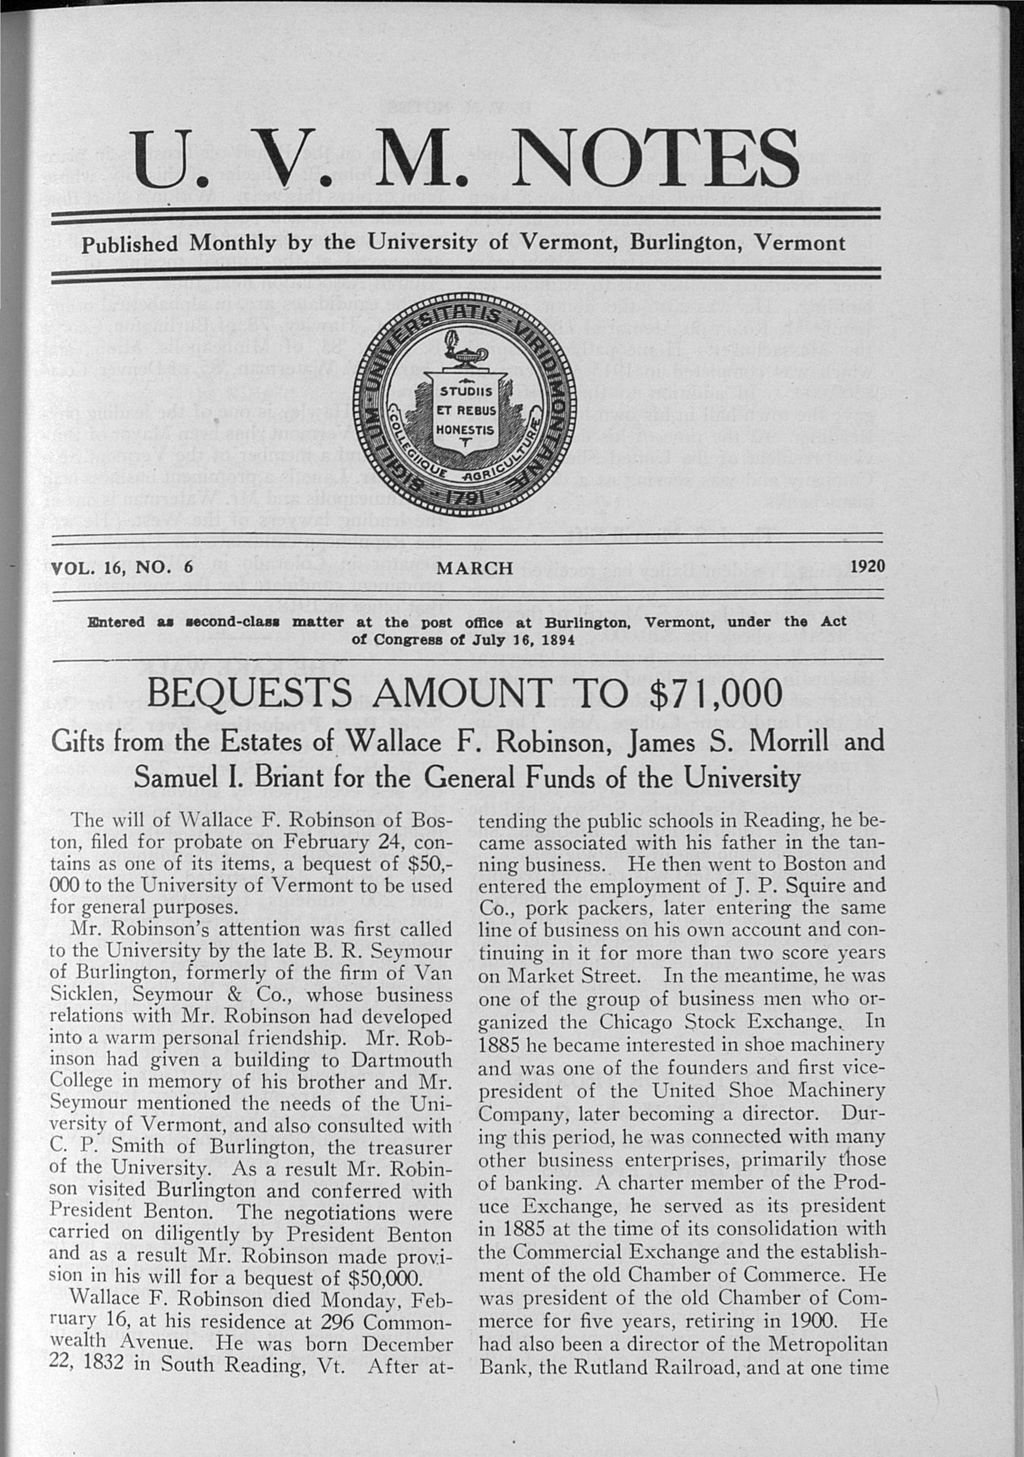 U. V. M. NOTES
Published Monthly by the University of Vermont, Burlington, Vermont
SIGILLUM · UNIVERSITATIS · VIRIDIMONTANÆ
COLLEGIIQUE AGRICULTURÆ
STUDIIS
ET REBUS
HONESTIS
· 1791 ·
VOL. 16, NO. 6 MARCH 1920
Entered as second-class matter at the post office at Burlington, Vermont, under the Act
of Congress of July 16, 1894
BEQUESTS AMOUNT TO $71,000
Gifts from the Estates of Wallace F. Robinson, James S. Morrill and
Samuel I. Briant for the General Funds of the University
The will of Wallace F. Robinson of Bos-
ton, filed for probate on February 24, con-
tains as one of its items, a bequest of $50,-
000 to the University of Vermont to be used
for general purposes.
Mr. Robinson's attention was first called
to the University by the late B. R. Seymour
of Burlington, formerly of the firm of Van
Sicklen, Seymour & Co., whose business
relations with Mr. Robinson had developed
into a warm personal friendship. Mr. Rob-
inson had given a building to Dartmouth
College in memory of his brother and Mr.
Seymour mentioned the needs of the Uni-
versity of Vermont, and also consulted with
C. P. Smith of Burlington, the treasurer
of the University. As a result Mr. Robin-
son visited Burlington and conferred with
President Benton. The negotiations were
carried on diligently by President Benton
and as a result Mr. Robinson made provi-
sion in his will for a bequest of $50,000.
Wallace F. Robinson died Monday, Feb-
ruary 16, at his residence at 296 Common-
wealth Avenue. He was born December
22, 1832 in South Reading, Vt. After at-
tending the public schools in Reading, he be-
came associated with his father in the tan-
ning business. He then went to Boston and
entered the employment of J. P. Squire and
Co., pork packers, later entering the same
line of business on his own account and con-
tinuing in it for more than two score years
on Market Street. In the meantime, he was
one of the group of business men who or-
ganized the Chicago Stock Exchange. In
1885 he became interested in shoe machinery
and was one of the founders and first vice-
president of the United Shoe Machinery
Company, later becoming a director. Dur-
ing this period, he was connected with many
other business enterprises, primarily those
of banking. A charter member of the Prod-
uce Exchange, he served as its president
in 1885 at the time of its consolidation with
the Commercial Exchange and the establish-
ment of the old Chamber of Commerce. He
was president of the old Chamber of Com-
merce for five years, retiring in 1900. He
had also been a director of the Metropolitan
Bank, the Rutland Railroad, and at one time